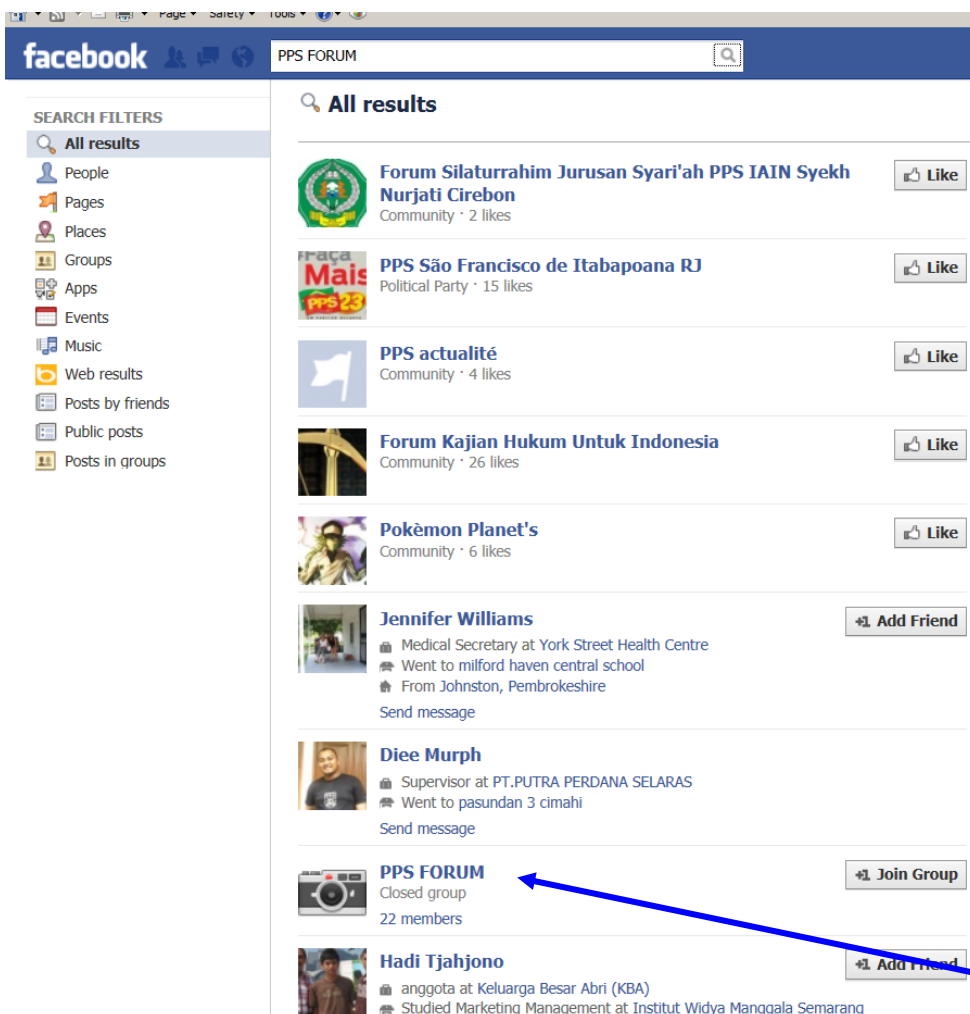 Page Safety Tools
facebook
PPS FORUM
SEARCH FILTERS
All results
People
Pages
Places
Groups
Apps
Events
Music
Web results
Posts by friends
Public posts
Posts in groups
All results
Forum Silaturrahim Jurusan Syari'ah PPS IAIN Syekh
Nurjati Cirebon
Community · 2 likes
Like
Faça
Mais
PPS23
PPS São Francisco de Itabapoana RJ
Political Party · 15 likes
Like
PPS actualité
Community · 4 likes
Like
Forum Kajian Hukum Untuk Indonesia
Community · 26 likes
Like
Pokèmon Planet's
Community · 6 likes
Like
Jennifer Williams
Medical Secretary at York Street Health Centre
Went to milford haven central school
From Johnston, Pembrokeshire
Send message
+1 Add Friend
Diee Murph
Supervisor at PT.PUTRA PERDANA SELARAS
Went to pasundan 3 cimahi
Send message
PPS FORUM
Closed group
22 members
+1 Join Group
Hadi Tjahjono
anggota at Keluarga Besar Abri (KBA)
Studied Marketing Management at Institut Widya Manggala Semarang
+1 Add Friend